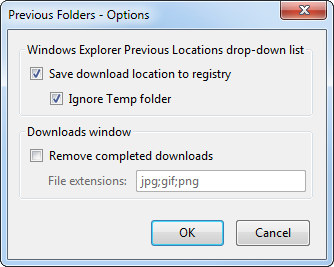 Previous Folders - Options
Windows Explorer Previous Locations drop-down list
Save download location to registry
Ignore Temp folder
Downloads window
Remove completed downloads
File extensions: jpg;gif;png
OK Cancel